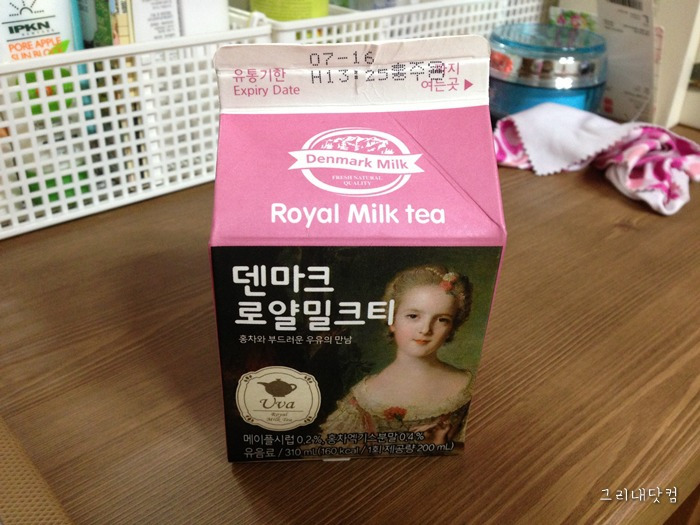 IPKN
PORE APPLE
SUN BLOCK
유통기한
Expiry Date
07-16
H13:25
여는곳▶
Denmark Milk
FRESH NATURAL
QUALITY
Royal Milk tea
덴마크
로얄밀크티
홍차와 부드러운 우유의 만남
Uva
Royal
Milk Tea
메이플시럽 0.2%, 홍차엑기스분말 0.4%
유음료 / 310 mL (160 kcal / 1회 제공량 200 mL)
그리내닷컴